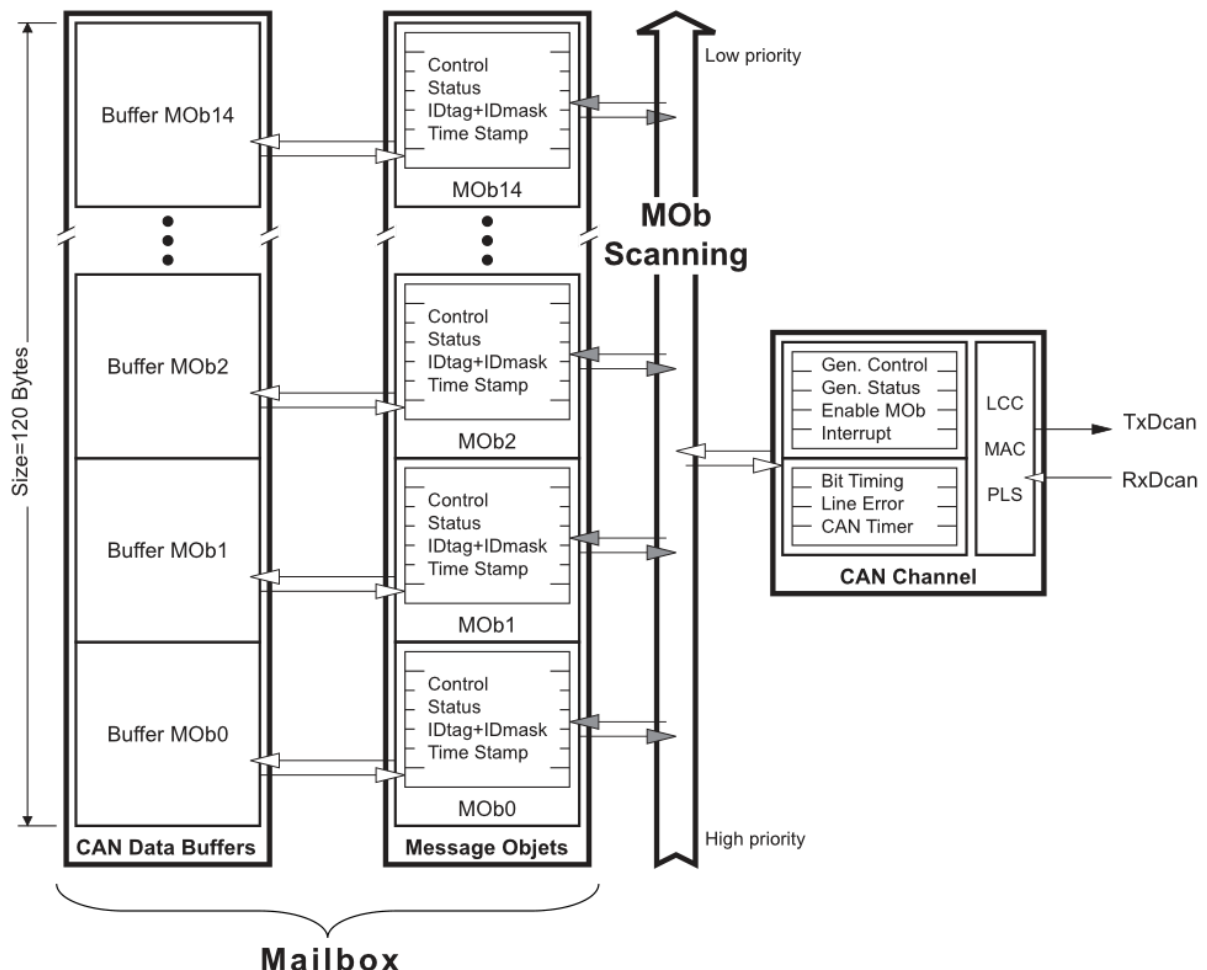 Size=120 Bytes
Buffer MOb14
Buffer MOb2
Buffer MOb1
Buffer MOb0
CAN Data Buffers
Control
Status
IDtag+IDmask
Time Stamp
MOb14
Control
Status
IDtag+IDmask
Time Stamp
MOb2
Control
Status
IDtag+IDmask
Time Stamp
MOb1
Control
Status
IDtag+IDmask
Time Stamp
MOb0
Message Objets
Mailbox
Low priority
MOb
Scanning
High priority
Gen. Control
Gen. Status
Enable MOb
Interrupt
Bit Timing
Line Error
CAN Timer
LCC
MAC
PLS
CAN Channel
TxDcan
RxDcan